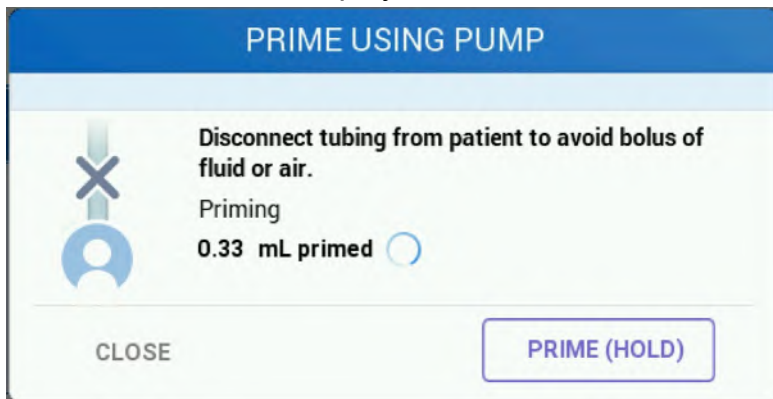 PRIME USING PUMP
Disconnect tubing from patient to avoid bolus of
fluid or air.
Priming
0.33 mL primed
CLOSE
PRIME (HOLD)